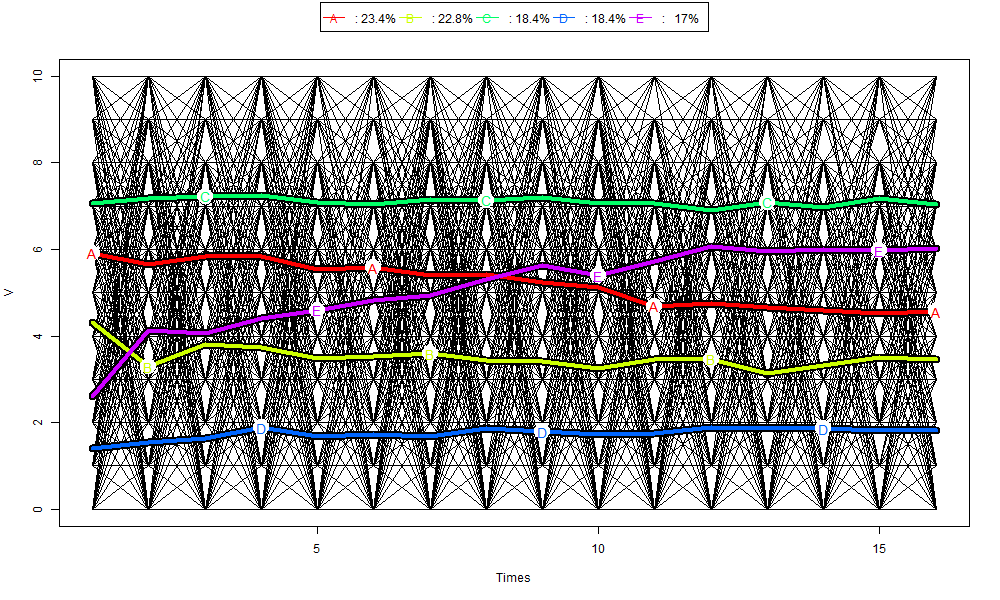 A : 23.4% B : 22.8% C : 18.4% D : 18.4% E : 17%
10
8
6
4
2
0
V
C C C
A A A A
E E E
B B B
D D D
5 10 15
Times